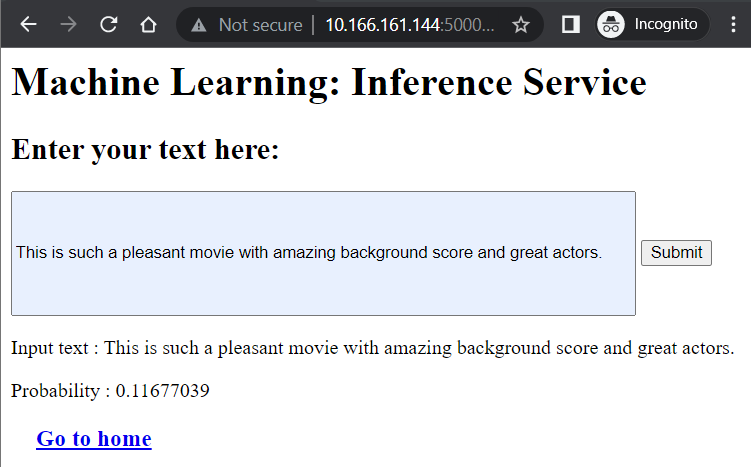 Not secure | 10.166.161.144:5000... Incognito
Machine Learning: Inference Service
Enter your text here:
This is such a pleasant movie with amazing background score and great actors. Submit
Input text : This is such a pleasant movie with amazing background score and great actors.
Probability : 0.11677039
Go to home